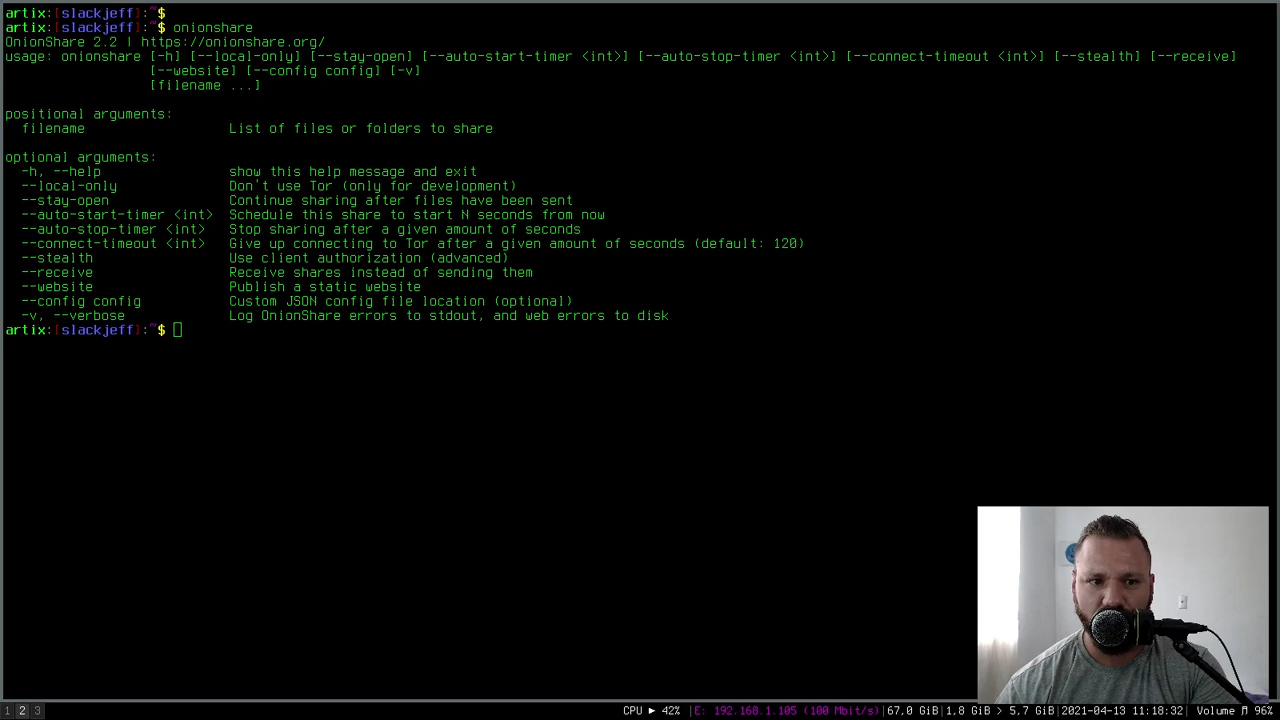 artix:[slackjeff]:~$
artix:[slackjeff]:~$ onionshare
OnionShare 2.2 | https://onionshare.org/
usage: onionshare [-h] [--local-only] [--stay-open] [--auto-start-timer <int>] [--auto-stop-timer <int>] [--connect-timeout <int>] [--stealth] [--receive]
[--website] [--config config] [-v]
[filename ...]
positional arguments:
filename List of files or folders to share
optional arguments:
-h, --help show this help message and exit
--local-only Don't use Tor (only for development)
--stay-open Continue sharing after files have been sent
--auto-start-timer <int> Schedule this share to start N seconds from now
--auto-stop-timer <int> Stop sharing after a given amount of seconds
--connect-timeout <int> Give up connecting to Tor after a given amount of seconds (default: 120)
--stealth Use client authorization (advanced)
--receive Receive shares instead of sending them
--website Publish a static website
--config config Custom JSON config file location (optional)
-v, --verbose Log OnionShare errors to stdout, and web errors to disk
artix:[slackjeff]:~$
1 2 3 CPU ► 42% |E: 192.168.1.105 (100 Mbit/s)|67,0 GiB|1,8 GiB > 5,7 GiB|2021-04-13 11:18:32| Volume ♬ 96%